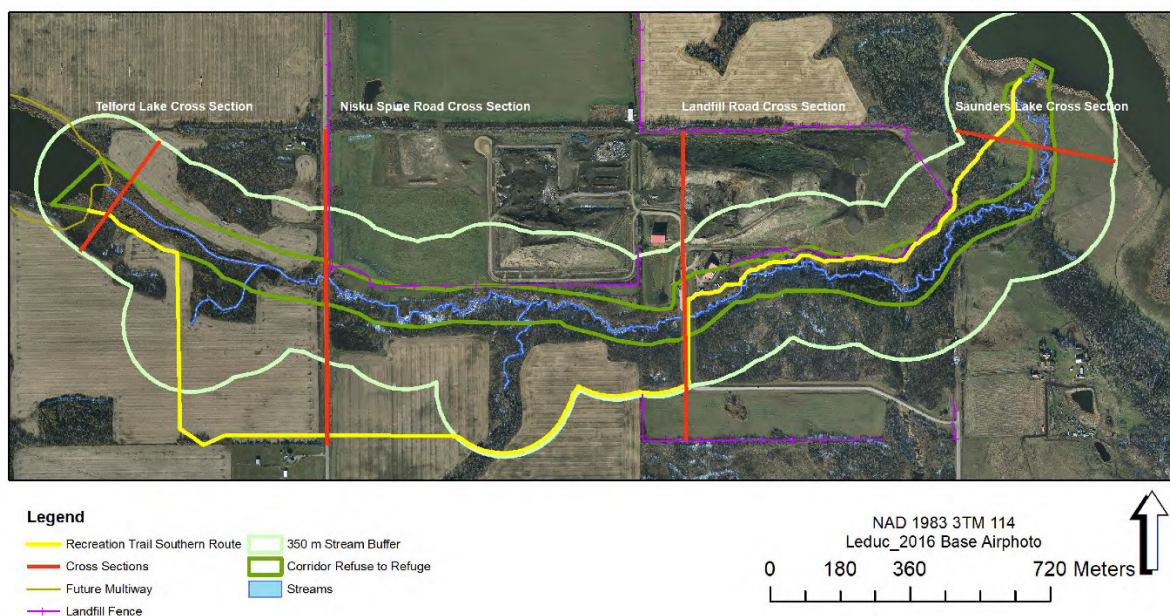 Telford Lake Cross Section
Nisku Spine Road Cross Section
Landfill Road Cross Section
Saunders Lake Cross Section
Legend
Recreation Trail Southern Route
Cross Sections
Future Multiway
Landfill Fence
350 m Stream Buffer
Corridor Refuse to Refuge
Streams
NAD 1983 3TM 114
Leduc_2016 Base Airphoto
0 180 360 720 Meters